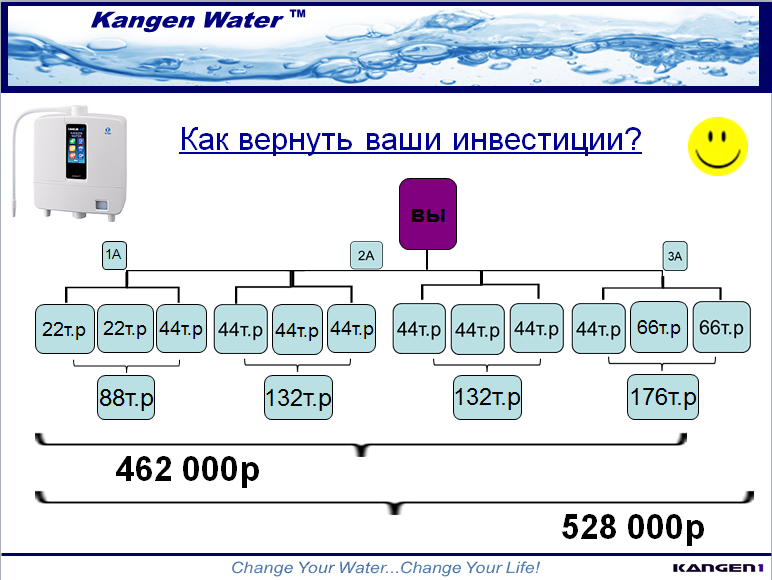 Kangen Water ™
Как вернуть ваши инвестиции?
вы
1А 2А 3А
22т.р 22т.р 44т.р 44т.р 44т.р 44т.р 44т.р 44т.р 44т.р 44т.р 66т.р 66т.р
88т.р 132т.р 132т.р 176т.р
462 000р
528 000р
Change Your Water...Change Your Life!
KANGEN1